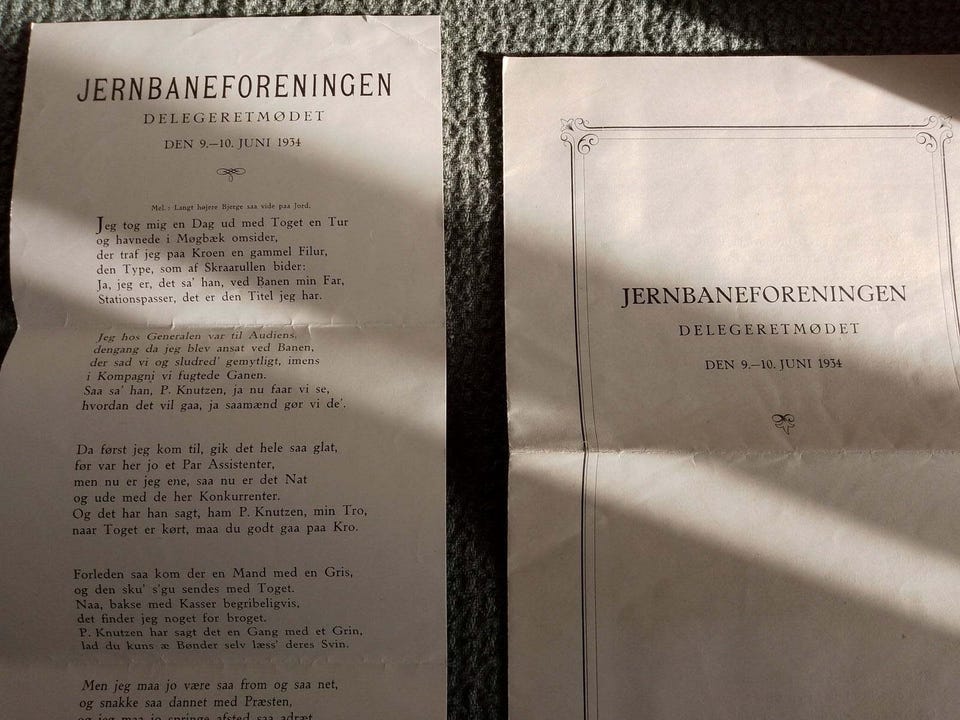 JERNBANEFORENINGEN
DELEGERETMØDET
DEN 9.—10. JUNI 1934
Mel.: Langt højere Bjerge saa vide paa Jord.
Jeg tog mig en Dag ud med Toget en Tur
og havnede i Møgbæk omsider,
der traf jeg paa Kroen en gammel Filur,
den Type, som af Skraarullen bider:
Ja, jeg er, det sa' han, ved Banen min Far,
Stationspasser, det er den Titel jeg har.
Jeg hos Generalen var til Audiens,
dengang da jeg blev ansat ved Banen,
der sad vi og sludred' gemytligt, imens
i Kompagni vi fugtede Ganen.
Saa sa' han, P. Knutzen, ja nu faar vi se,
hvordan det vil gaa, ja saamænd gør vi de'.
Da først jeg kom til, gik det hele saa glat,
før var her jo et Par Assistenter,
men nu er jeg ene, saa nu er det Nat
og ude med de her Konkurrenter.
Og det har han sagt, ham P. Knutzen, min Tro,
naar Toget er kørt, maa du godt gaa paa Kro.
Forleden saa kom der en Mand med en Gris,
og den sku' s'gu sendes med Toget.
Naa, bakse med Kasser begribeligvis,
det finder jeg noget for broget.
P. Knutzen har sagt det en Gang med et Grin,
lad du kuns æ Bønder selv læss' deres Svin.
Men jeg maa jo være saa from og saa net,
og snakke saa dannet med Præsten,
og jeg maa jo springe afsted saa adræt
JERNBANEFORENINGEN
DELEGERETMØDET
DEN 9.—10. JUNI 1934